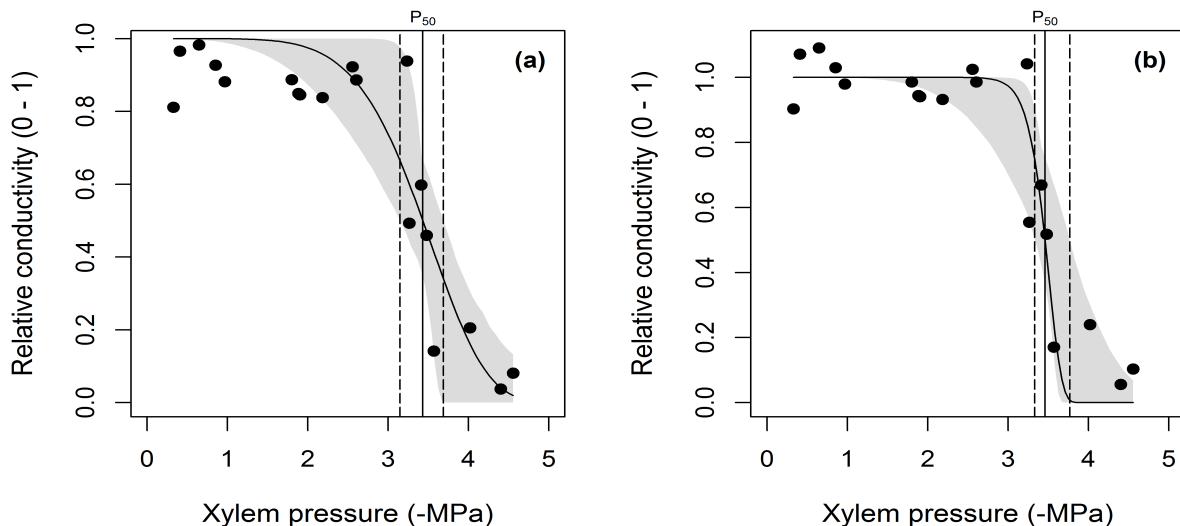 P50
(a)
Relative conductivity (0 - 1)
1.0
0.8
0.6
0.4
0.2
0.0
0 1 2 3 4 5
Xylem pressure (-MPa)
P50
(b)
Relative conductivity (0 - 1)
1.0
0.8
0.6
0.4
0.2
0.0
0 1 2 3 4 5
Xylem pressure (-MPa)